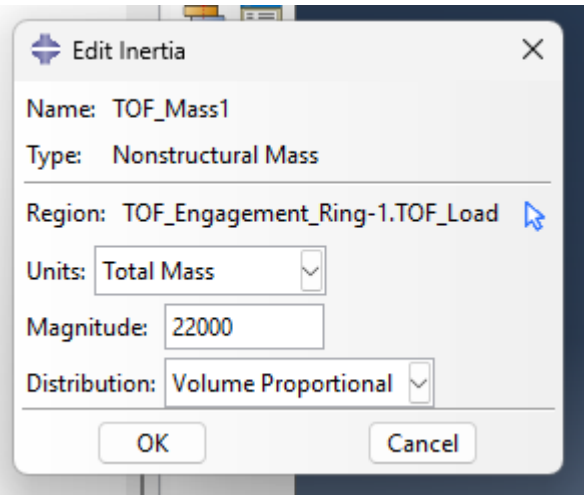 Edit Inertia
Name: TOF_Mass1
Type: Nonstructural Mass
Region: TOF_Engagement_Ring-1.TOF_Load
Units: Total Mass
Magnitude: 22000
Distribution: Volume Proportional
OK Cancel